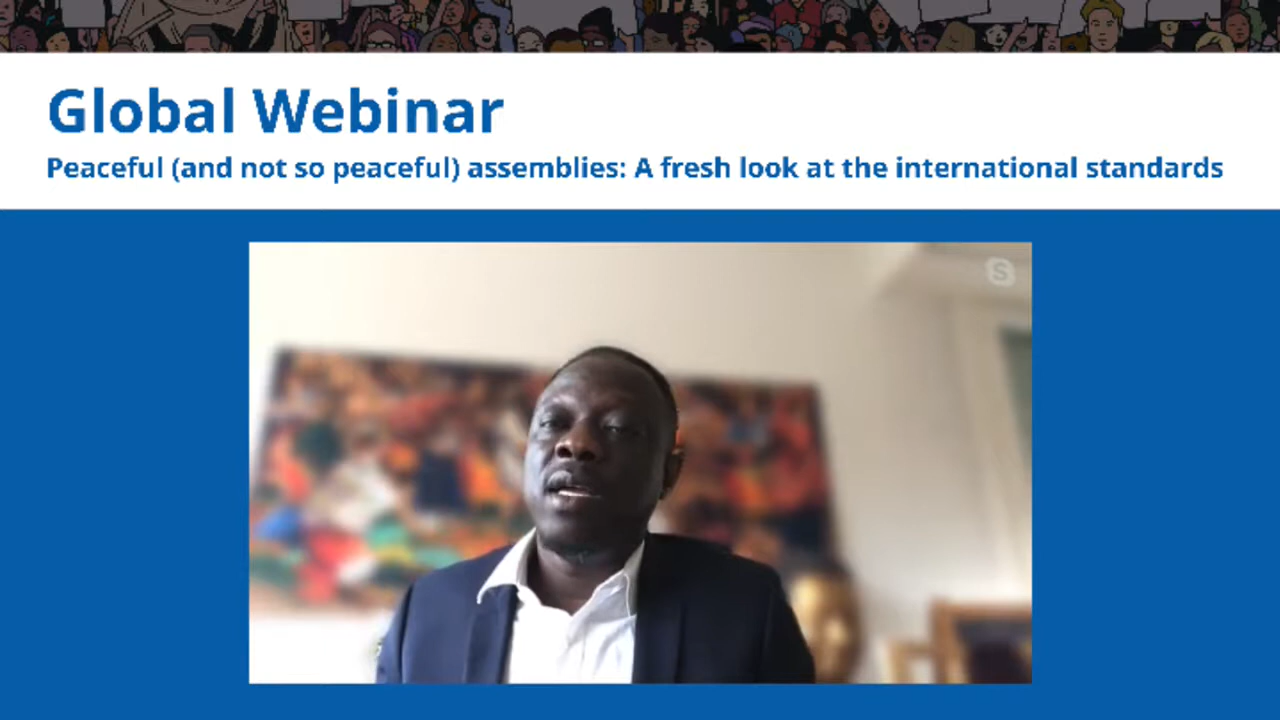 Global Webinar
Peaceful (and not so peaceful) assemblies: A fresh look at the international standards
S